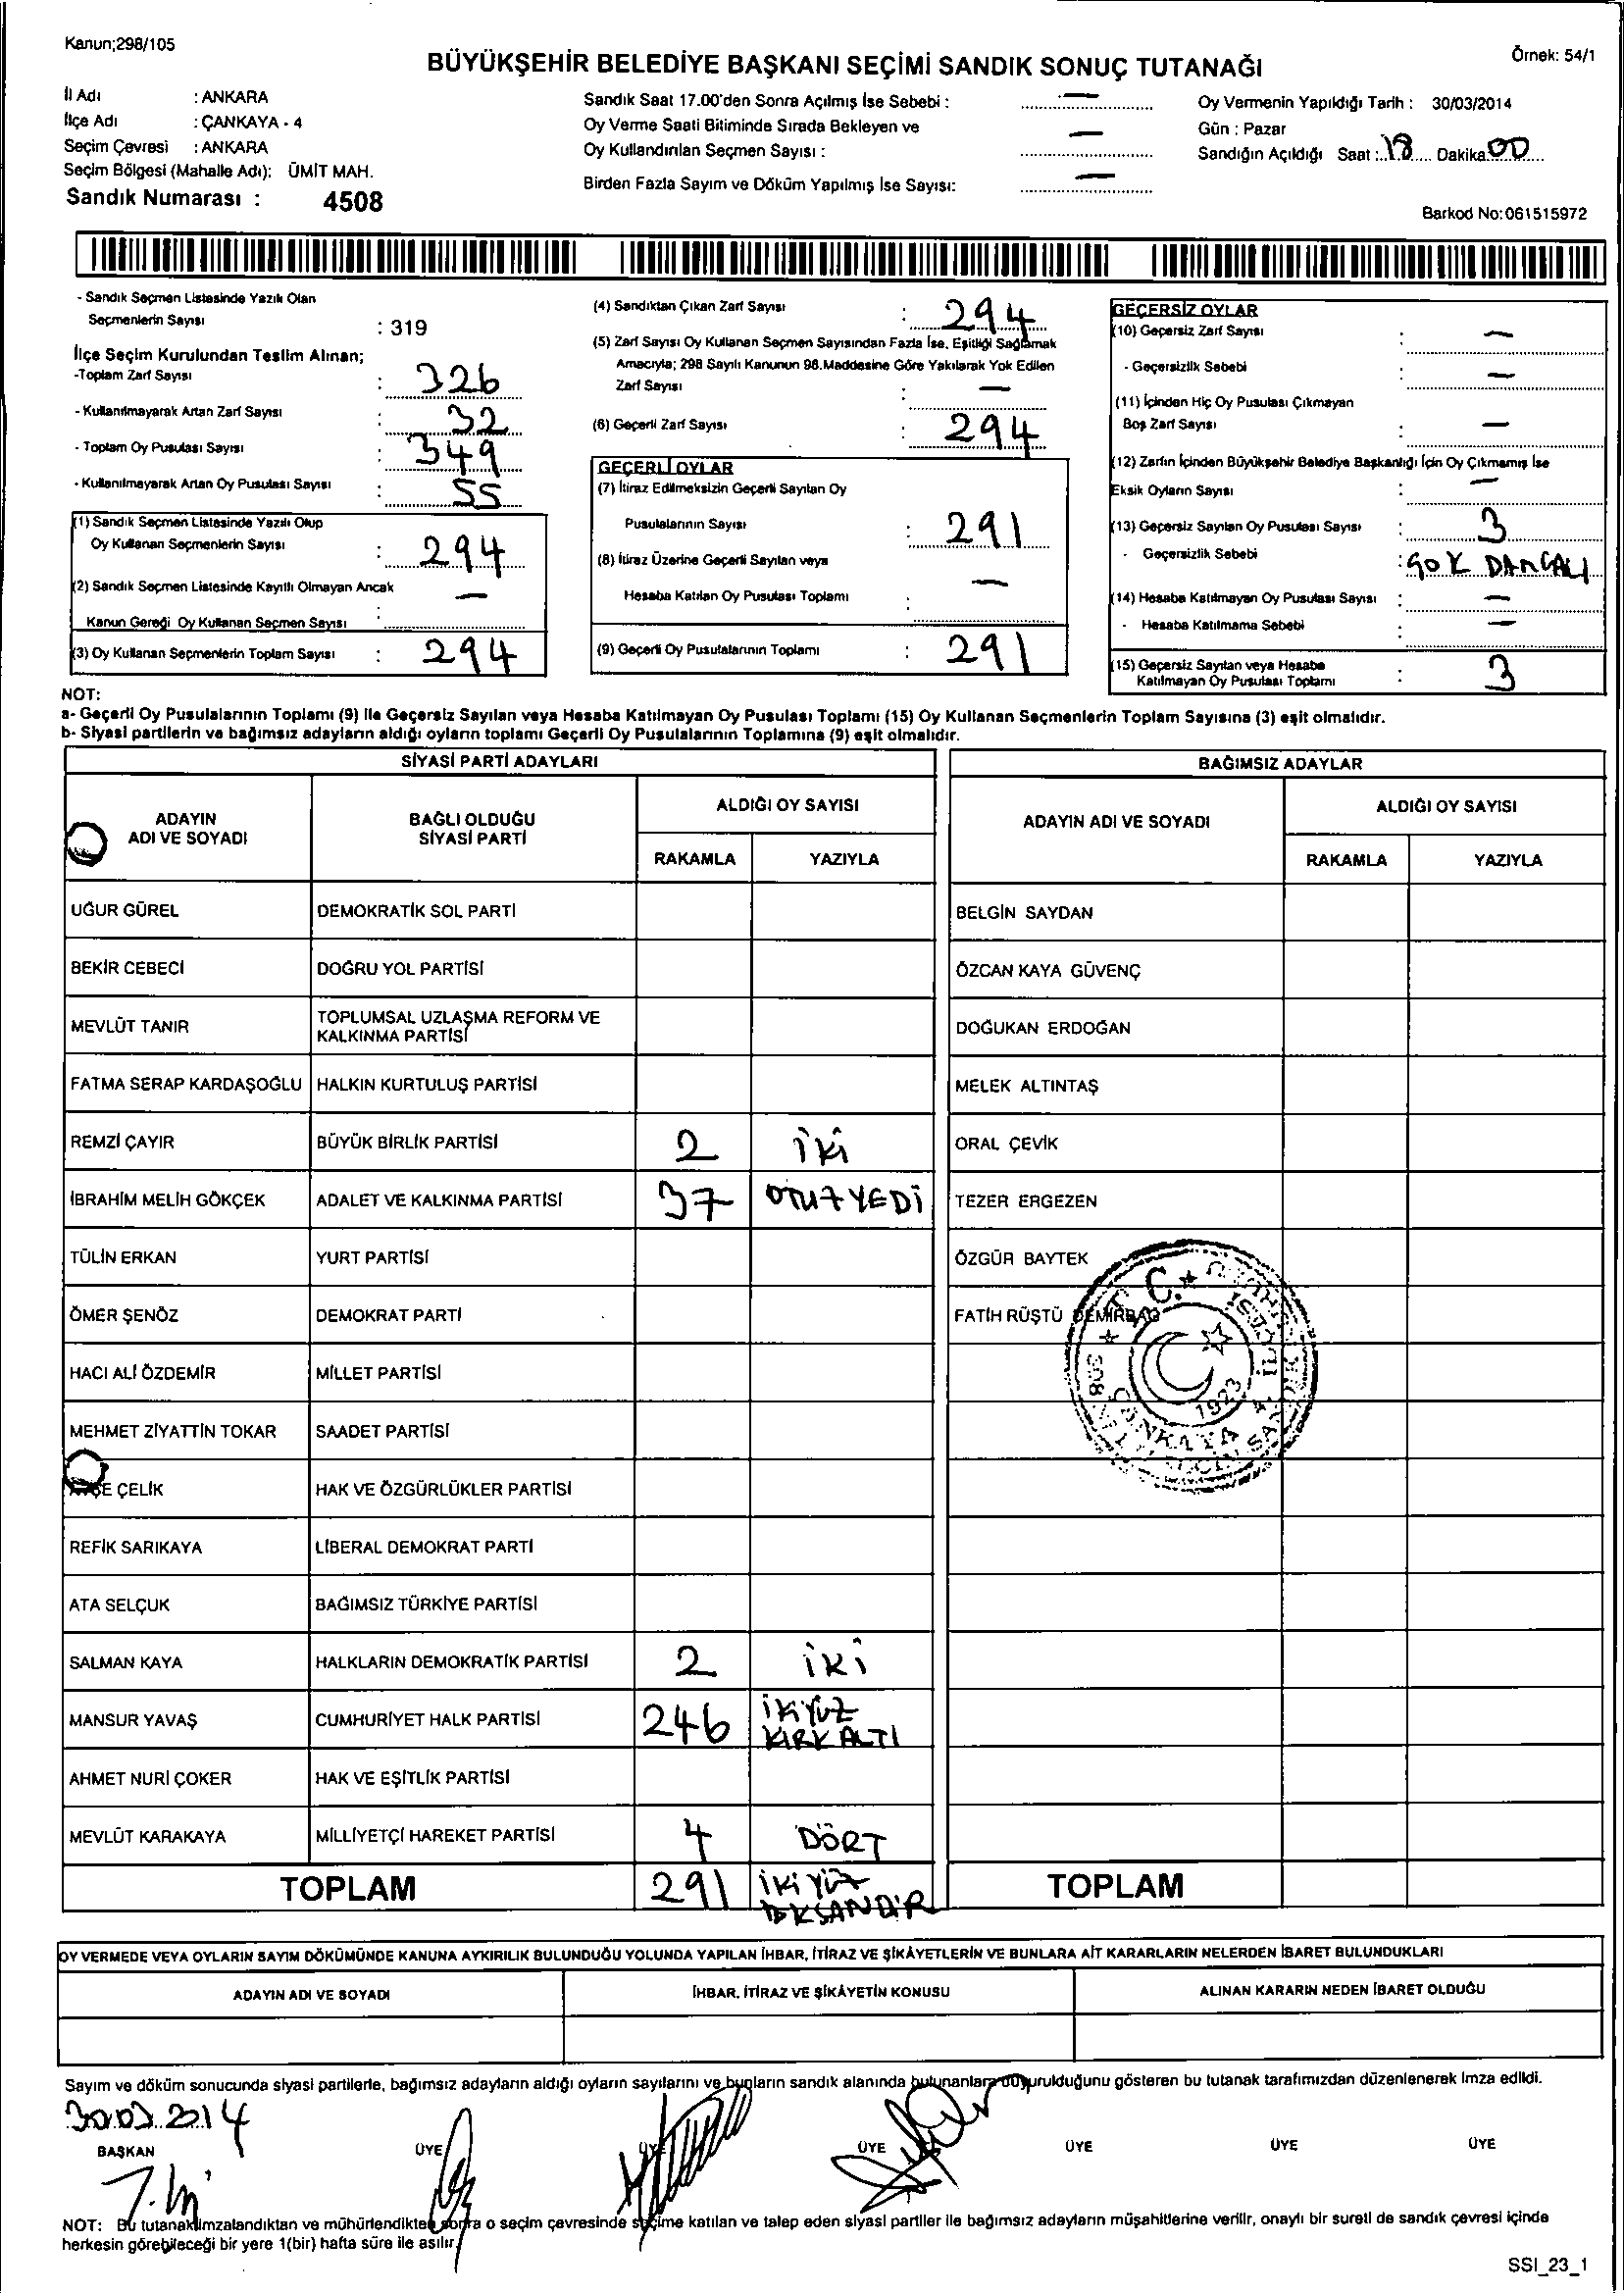 Kanun;298/105
Örnek: 54/1
BÜYÜKŞEHİR BELEDİYE BAŞKANI SEÇİMİ SANDIK SONUÇ TUTANAĞI
İl Adı : ANKARA
İlçe Adı : ÇANKAYA - 4
Seçim Çevresi : ANKARA
Seçim Bölgesi (Mahalle Adı): ÜMİT MAH.
Sandık Numarası : 4508
Sandık Saat 17.00'den Sonra Açılmış İse Sebebi : —
Oy Verme Saati Bitiminde Sırada Bekleyen ve
Oy Kullandırılan Seçmen Sayısı : —
Birden Fazla Sayım ve Döküm Yapılmış İse Sayısı: —
Oy Vermenin Yapıldığı Tarih : 30/03/2014
Gün : Pazar
Sandığın Açıldığı Saat : 18 Dakika 00
Barkod No:061515972
- Sandık Seçmen Listesinde Yazılı Olan
Seçmenlerin Sayısı : 319
İlçe Seçim Kurulundan Teslim Alınan;
-Toplam Zarf Sayısı : 326
- Kullanılmayarak Artan Zarf Sayısı : 32
- Toplam Oy Pusulası Sayısı : 349
- Kullanılmayarak Artan Oy Pusulası Sayısı : 55
(1) Sandık Seçmen Listesinde Yazılı Olup
Oy Kullanan Seçmenlerin Sayısı : 294
(2) Sandık Seçmen Listesinde Kayıtlı Olmayan Ancak
Kanun Gereği Oy Kullanan Seçmen Sayısı : —
(3) Oy Kullanan Seçmenlerin Toplam Sayısı : 294
(4) Sandıktan Çıkan Zarf Sayısı : 294
(5) Zarf Sayısı Oy Kullanan Seçmen Sayısından Fazla İse, Eşitliği Sağlamak
Amacıyla; 298 Sayılı Kanunun 98.Maddesine Göre Yakılarak Yok Edilen
Zarf Sayısı : —
(6) Geçerli Zarf Sayısı : 294
GEÇERLİ OYLAR
(7) İtiraz Edilmeksizin Geçerli Sayılan Oy
Pusulalarının Sayısı : 291
(8) İtiraz Üzerine Geçerli Sayılan veya
Hesaba Katılan Oy Pusulası Toplamı : —
(9) Geçerli Oy Pusulalarının Toplamı : 291
GEÇERSİZ OYLAR
(10) Geçersiz Zarf Sayısı : —
- Geçersizlik Sebebi : —
(11) İçinden Hiç Oy Pusulası Çıkmayan
Boş Zarf Sayısı : —
(12) Zarfın İçinden Büyükşehir Belediye Başkanlığı İçin Oy Çıkmamış İse
Eksik Oyların Sayısı : —
(13) Geçersiz Sayılan Oy Pusulası Sayısı : 3
- Geçersizlik Sebebi : ÇOK DAMGALI
(14) Hesaba Katılmayan Oy Pusulası Sayısı : —
- Hesaba Katılmama Sebebi : —
(15) Geçersiz Sayılan veya Hesaba
Katılmayan Oy Pusulası Toplamı : 3
NOT:
a- Geçerli Oy Pusulalarının Toplamı (9) ile Geçersiz Sayılan veya Hesaba Katılmayan Oy Pusulası Toplamı (15) Oy Kullanan Seçmenlerin Toplam Sayısına (3) eşit olmalıdır.
b- Siyasi partilerin ve bağımsız adayların aldığı oyların toplamı Geçerli Oy Pusulalarının Toplamına (9) eşit olmalıdır.
SİYASİ PARTİ ADAYLARI
ADAYIN ADI VE SOYADI
BAĞLI OLDUĞU SİYASİ PARTİ
ALDIĞI OY SAYISI
RAKAMLA YAZIYLA
UĞUR GÜREL DEMOKRATİK SOL PARTİ
BEKİR CEBECİ DOĞRU YOL PARTİSİ
MEVLÜT TANIR TOPLUMSAL UZLAŞMA REFORM VE KALKINMA PARTİSİ
FATMA SERAP KARDAŞOĞLU HALKIN KURTULUŞ PARTİSİ
REMZİ ÇAYIR BÜYÜK BİRLİK PARTİSİ 2 İKİ
İBRAHİM MELİH GÖKÇEK ADALET VE KALKINMA PARTİSİ 37 OTUZYEDİ
TÜLİN ERKAN YURT PARTİSİ
ÖMER ŞENÖZ DEMOKRAT PARTİ
HACI ALİ ÖZDEMİR MİLLET PARTİSİ
MEHMET ZİYATTİN TOKAR SAADET PARTİSİ
ÇELİK HAK VE ÖZGÜRLÜKLER PARTİSİ
REFİK SARIKAYA LİBERAL DEMOKRAT PARTİ
ATA SELÇUK BAĞIMSIZ TÜRKİYE PARTİSİ
SALMAN KAYA HALKLARIN DEMOKRATİK PARTİSİ 2 İKİ
MANSUR YAVAŞ CUMHURİYET HALK PARTİSİ 246 İKİYÜZ KIRKALTI
AHMET NURİ ÇOKER HAK VE EŞİTLİK PARTİSİ
MEVLÜT KARAKAYA MİLLİYETÇİ HAREKET PARTİSİ 4 DÖRT
TOPLAM 291 İKİYÜZ
BAĞIMSIZ ADAYLAR
ADAYIN ADI VE SOYADI
ALDIĞI OY SAYISI
RAKAMLA YAZIYLA
BELGİN SAYDAN
ÖZCAN KAYA GÜVENÇ
DOĞUKAN ERDOĞAN
MELEK ALTINTAŞ
ORAL ÇEVİK
TEZER ERGEZEN
ÖZGÜR BAYTEK
FATİH RÜŞTÜ DEMİRBAĞ
T.C.
1923
ÇANKAYA 4.
TOPLAM
OY VERMEDE VEYA OYLARIN SAYIM DÖKÜMÜNDE KANUNA AYKIRILIK BULUNDUĞU YOLUNDA YAPILAN İHBAR, İTİRAZ VE ŞİKÂYETLERİN VE BUNLARA AİT KARARLARIN NELERDEN İBARET BULUNDUKLARI
ADAYIN ADI VE SOYADI
İHBAR, İTİRAZ VE ŞİKÂYETİN KONUSU
ALINAN KARARIN NEDEN İBARET OLDUĞU
Sayım ve döküm sonucunda siyasi partilerle, bağımsız adayların aldığı oyların sayılarını ve bunların sandık alanında bulunanlara duyurulduğunu gösteren bu tutanak tarafımızdan düzenlenerek imza edildi.
30.03.2014
BAŞKAN ÜYE ÜYE ÜYE ÜYE ÜYE ÜYE
NOT: Bu tutanak imzalandıktan ve mühürlendikten sonra o seçim çevresinde seçime katılan ve talep eden siyasi partiler ile bağımsız adayların müşahitlerine verilir, onaylı bir sureti de sandık çevresi içinde
herkesin görebileceği bir yere 1(bir) hafta süre ile asılır.
SSI_23_1